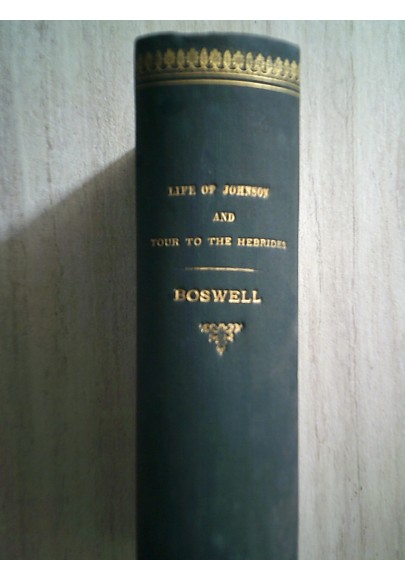 LIFE OF JOHNSON
AND
TOUR TO THE HEBRIDES
BOSWELL